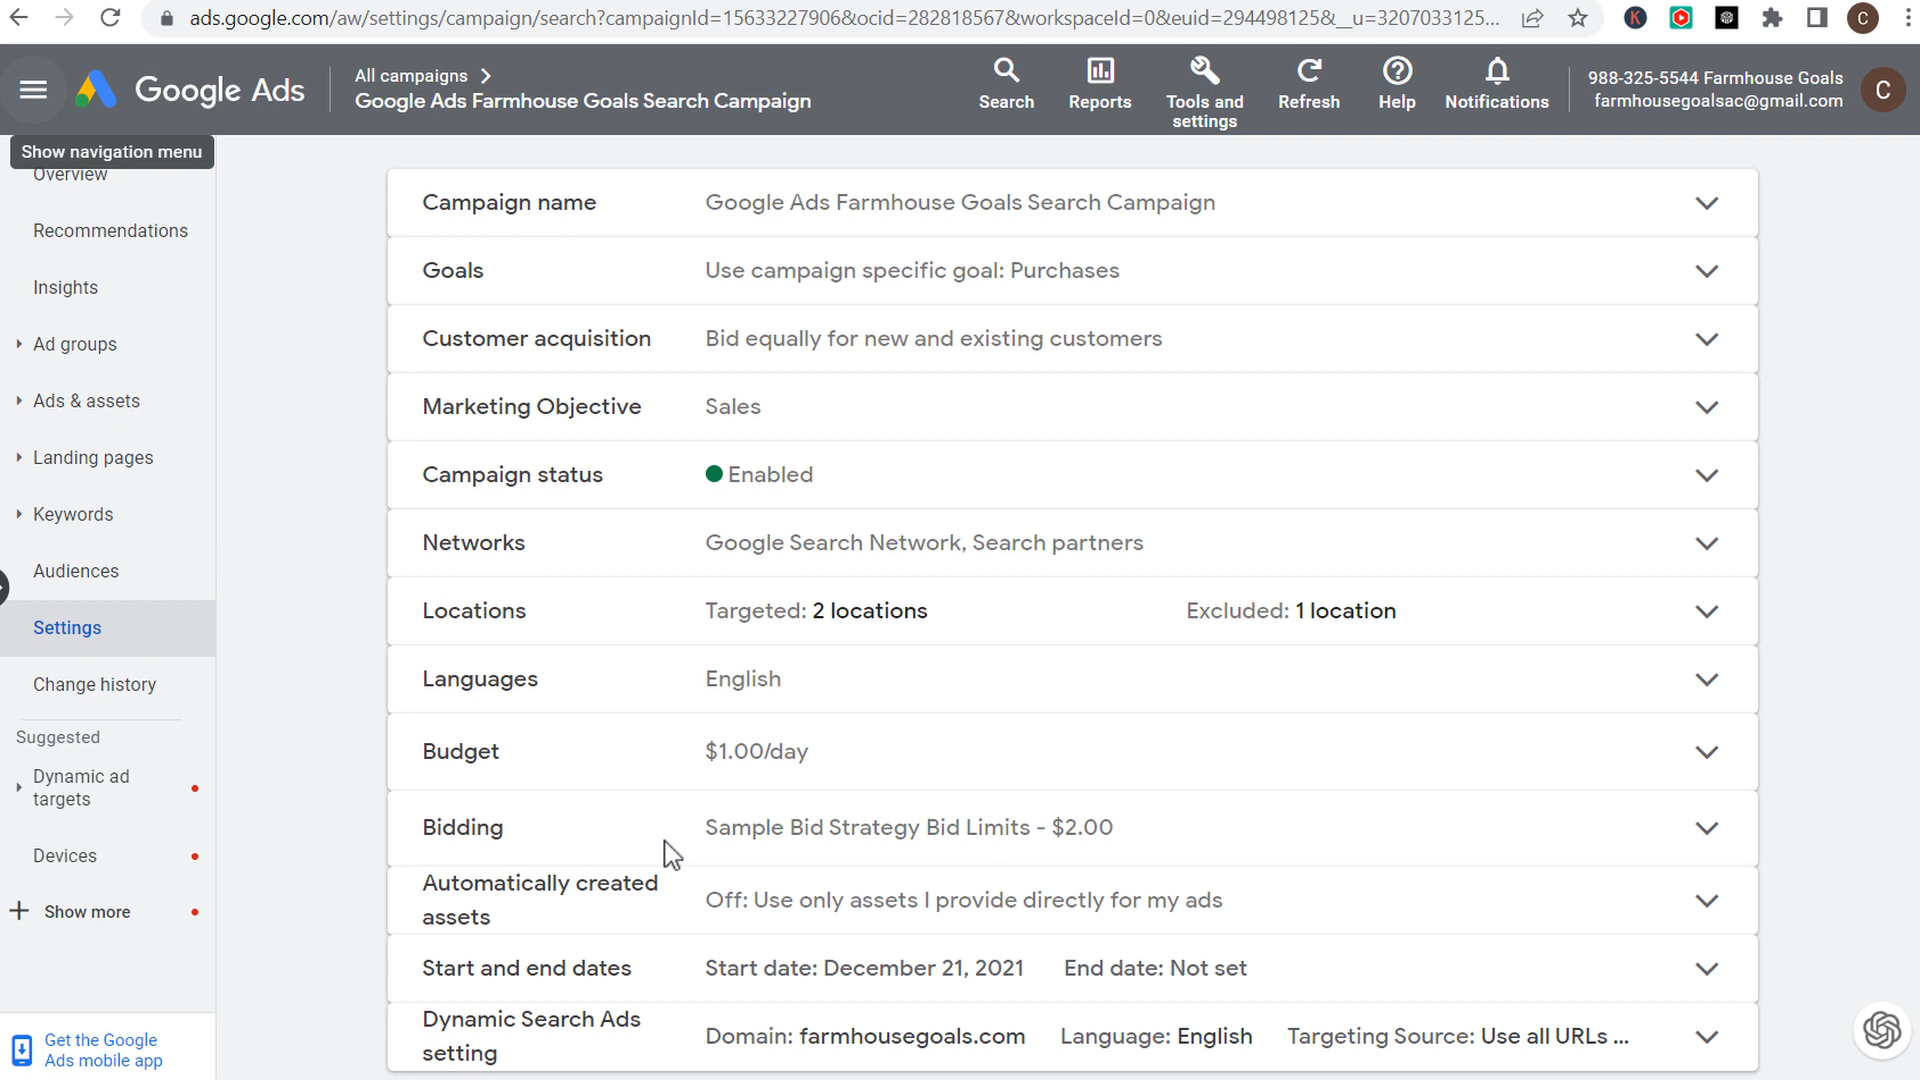 ads.google.com/aw/settings/campaign/search?campaignId=15633227906&ocid=282818567&workspaceId=0&euid=294498125&__u=3207033125...
K
C
Google Ads
All campaigns
Google Ads Farmhouse Goals Search Campaign
Search
Reports
Tools and
settings
Refresh
Help
Notifications
988-325-5544 Farmhouse Goals
farmhousegoalsac@gmail.com
C
Show navigation menu
Overview
Recommendations
Insights
Ad groups
Ads & assets
Landing pages
Keywords
Audiences
Settings
Change history
Suggested
Dynamic ad
targets
Devices
Show more
Get the Google
Ads mobile app
Campaign name Google Ads Farmhouse Goals Search Campaign
Goals Use campaign specific goal: Purchases
Customer acquisition Bid equally for new and existing customers
Marketing Objective Sales
Campaign status Enabled
Networks Google Search Network, Search partners
Locations Targeted: 2 locations Excluded: 1 location
Languages English
Budget $1.00/day
Bidding Sample Bid Strategy Bid Limits - $2.00
Automatically created
assets
Off: Use only assets I provide directly for my ads
Start and end dates Start date: December 21, 2021 End date: Not set
Dynamic Search Ads
setting
Domain: farmhousegoals.com Language: English Targeting Source: Use all URLs ...